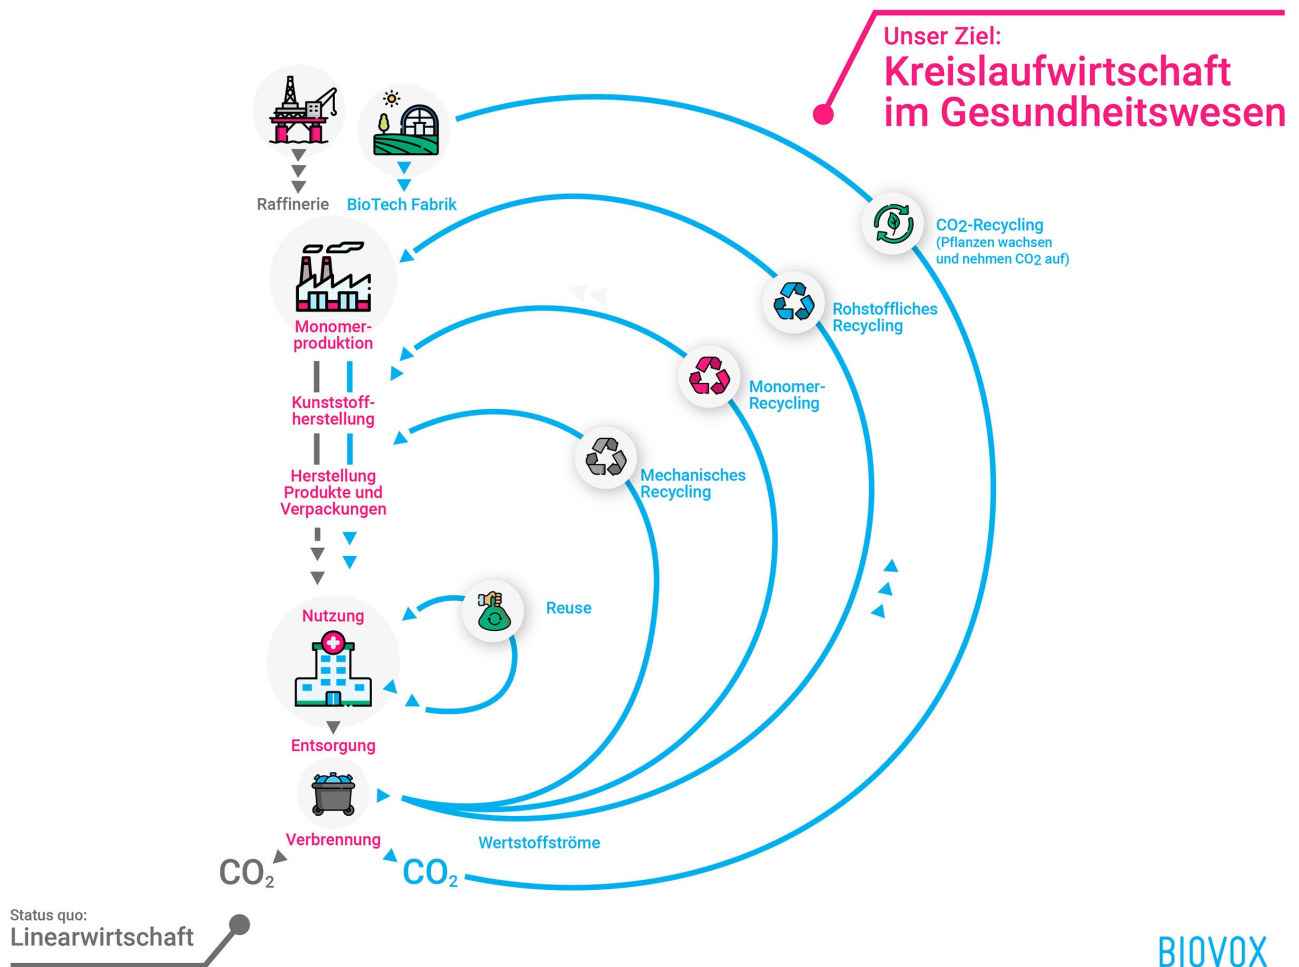 Unser Ziel:
Kreislaufwirtschaft
im Gesundheitswesen
Raffinerie
BioTech Fabrik
CO2-Recycling
(Pflanzen wachsen
und nehmen CO2 auf)
Rohstoffliches
Recycling
Monomer-
produktion
Monomer-
Recycling
Kunststoff-
herstellung
Mechanisches
Recycling
Herstellung
Produkte und
Verpackungen
Nutzung
Reuse
Entsorgung
Verbrennung
Wertstoffströme
CO2
CO2
Status quo:
Linearwirtschaft
BIOVOX